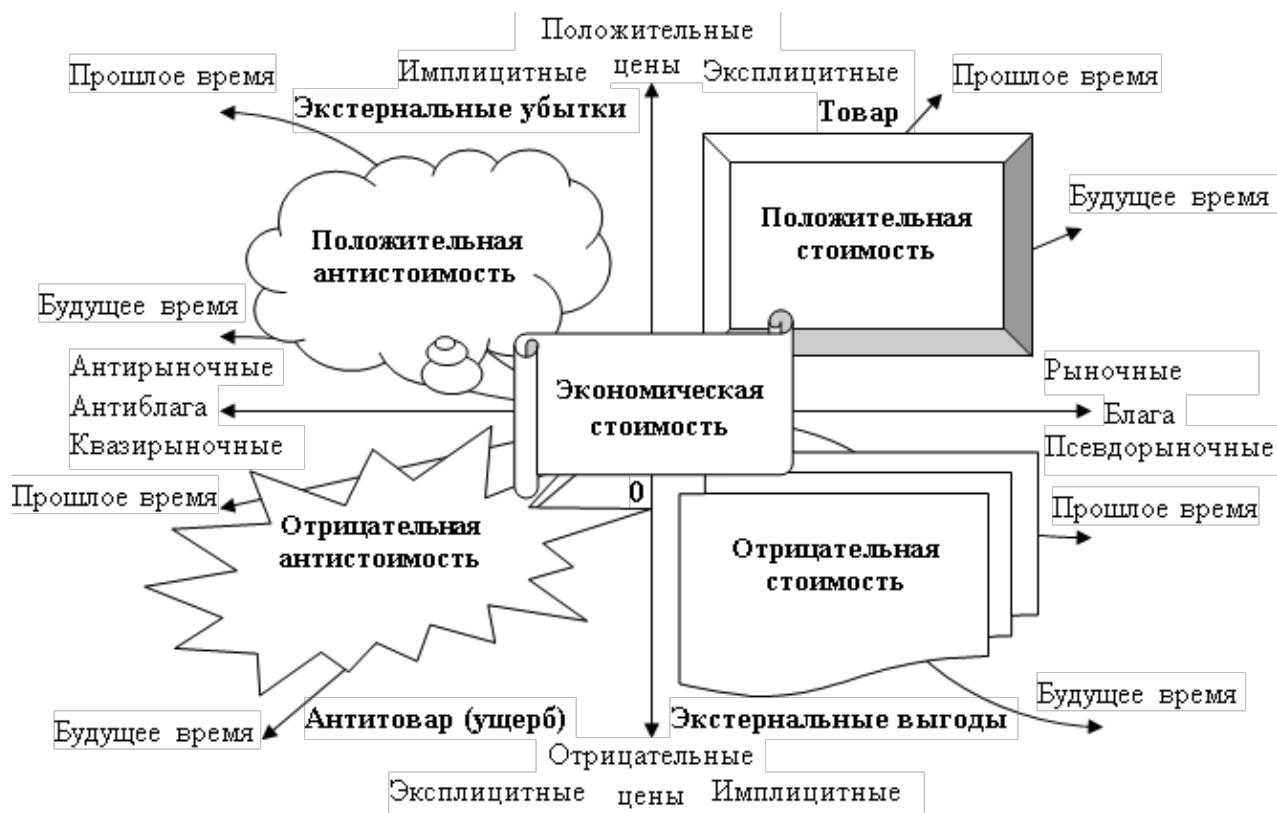 Положительные
Имплицитные цены Эксплицитные
Прошлое время
Прошлое время
Экстернальные убытки
Товар
Положительная
антистоимость
Положительная
стоимость
Будущее время
Будущее время
Антирыночные
Антиблага
Квазирыночные
Экономическая
стоимость
Рыночные
Блага
Псевдорыночные
Прошлое время
0
Прошлое время
Отрицательная
антистоимость
Отрицательная
стоимость
Будущее время
Будущее время
Антитовар (ущерб)
Экстернальные выгоды
Отрицательные
Эксплицитные цены Имплицитные